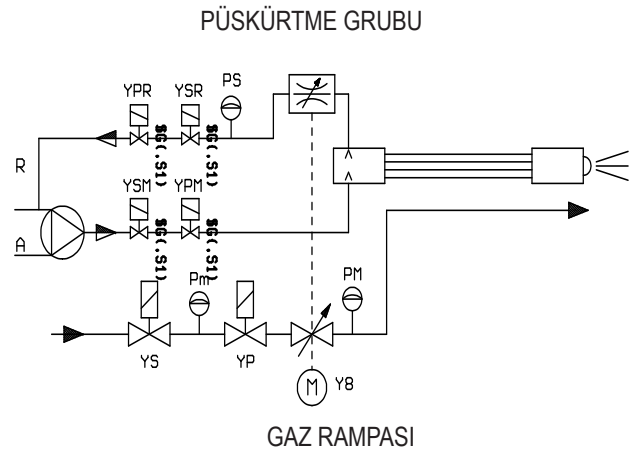 PÜSKÜRTME GRUBU
YPR YSR PS
R
YSM YPM
A
Pm PM
YS YP
M Y8
GAZ RAMPASI